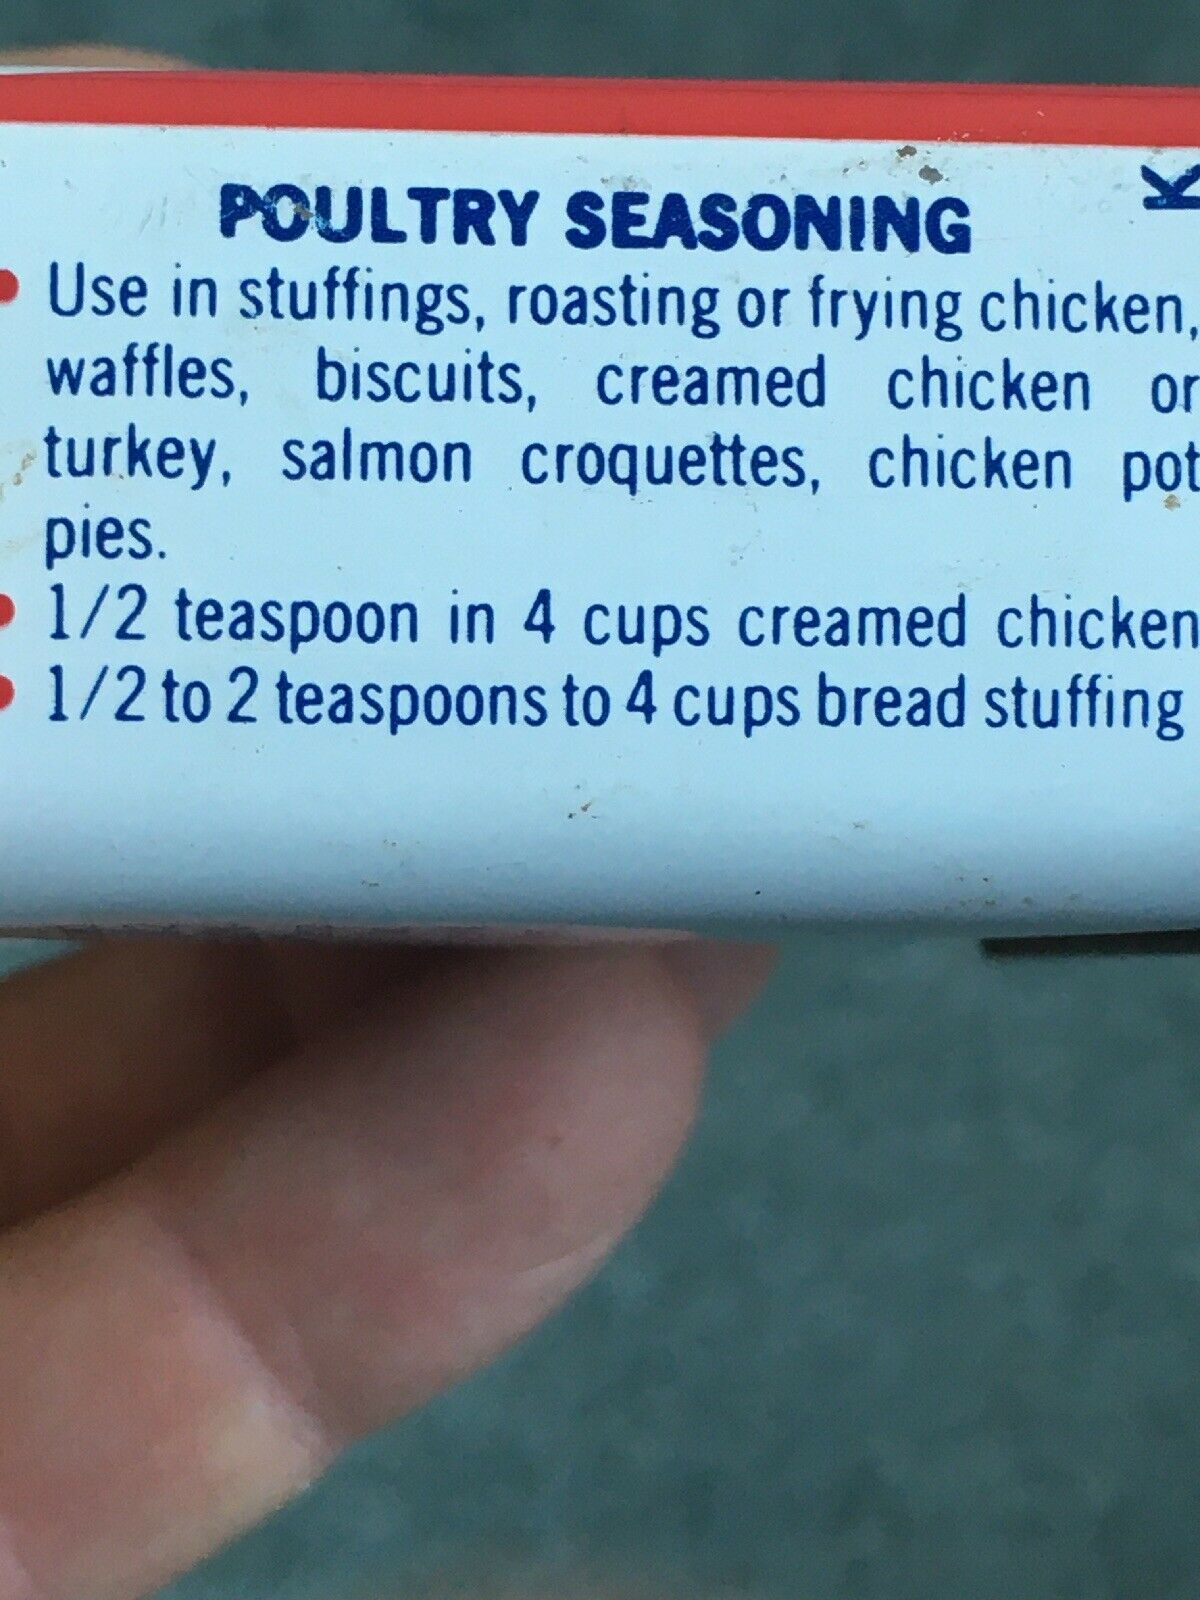 POULTRY SEASONING
K
• Use in stuffings, roasting or frying chicken,
waffles, biscuits, creamed chicken or
turkey, salmon croquettes, chicken pot
pies.
• 1/2 teaspoon in 4 cups creamed chicken
• 1/2 to 2 teaspoons to 4 cups bread stuffing